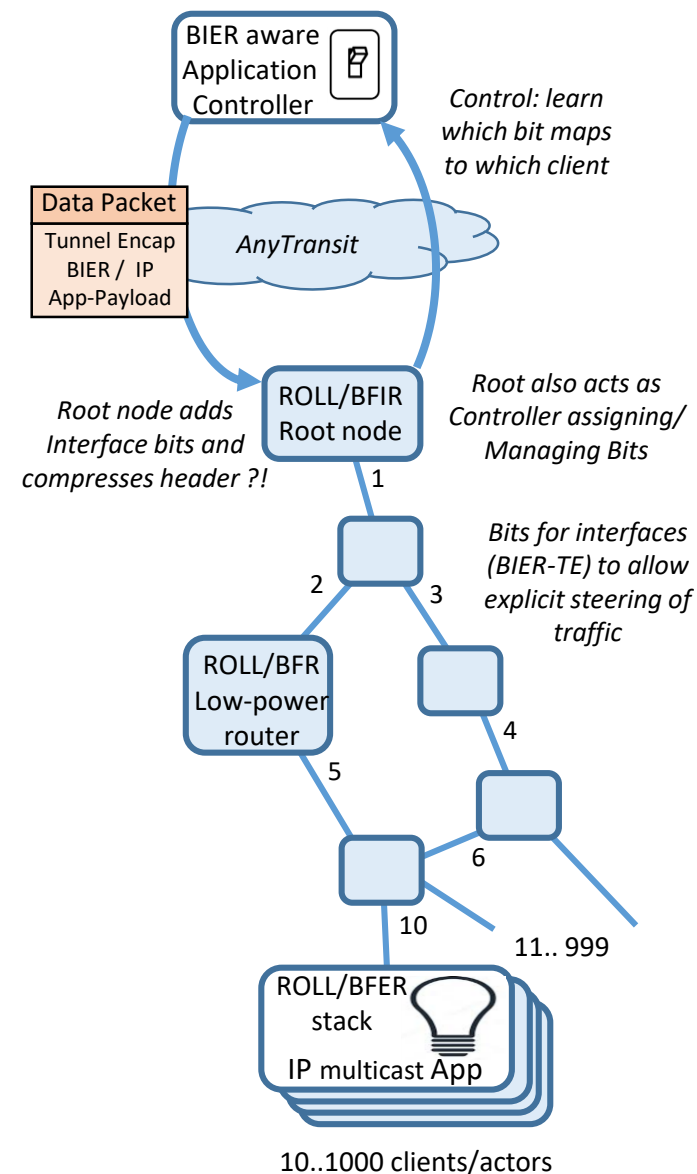 BIER aware
Application
Controller
Control: learn
which bit maps
to which client
Data Packet
Tunnel Encap
BIER / IP
App-Payload
AnyTransit
ROLL/BFIR
Root node
Root node adds
Interface bits and
compresses header ?!
Root also acts as
Controller assigning/
Managing Bits
1
Bits for interfaces
(BIER-TE) to allow
explicit steering of
traffic
2
3
ROLL/BFR
Low-power
router
4
5
6
10
11.. 999
ROLL/BFER
stack
IP multicast App
10..1000 clients/actors